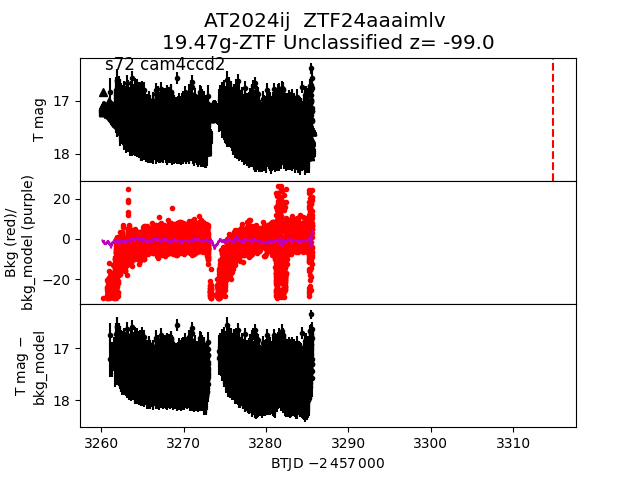 AT2024ij  ZTF24aaaimlv
19.47g-ZTF Unclassified z= -99.0
s72 cam4ccd2
T mag
17
18
Bkg (red)/
bkg_model (purple)
20
0
−20
T mag −
bkg_model
17
18
3260 3270 3280 3290 3300 3310
BTJD −2 457 000